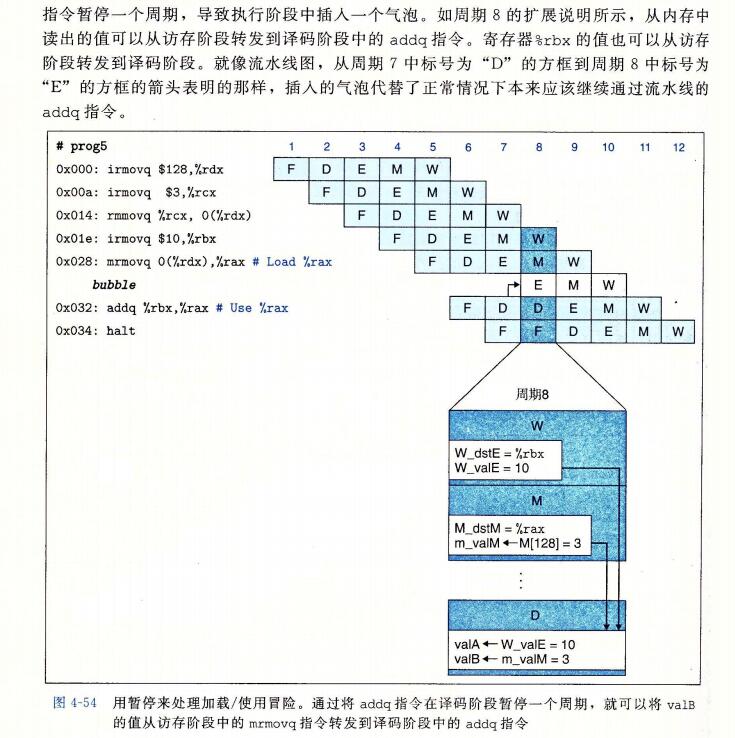 指令暂停一个周期，导致执行阶段中插入一个气泡。如周期 8 的扩展说明所示，从内存中
读出的值可以从访存阶段转发到译码阶段中的 addq 指令。寄存器%rbx 的值也可以从访存
阶段转发到译码阶段。就像流水线图，从周期 7 中标号为“D”的方框到周期 8 中标号为
“E”的方框的箭头表明的那样，插入的气泡代替了正常情况下本来应该继续通过流水线的
addq 指令。
# prog5 1 2 3 4 5 6 7 8 9 10 11 12
0x000: irmovq $128,%rdx F D E M W
0x00a: irmovq $3,%rcx F D E M W
0x014: rmmovq %rcx, 0(%rdx) F D E M W
0x01e: irmovq $10,%rbx F D E M W
0x028: mrmovq 0(%rdx),%rax # Load %rax F D E M W
bubble E M W
0x032: addq %rbx,%rax # Use %rax F D D E M W
0x034: halt F F D E M W
周期8
W
W_dstE = %rbx
W_valE = 10
M
M_dstM = %rax
m_valM ← M[128] = 3
⋮
D
valA ← W_valE = 10
valB ← m_valM = 3
图 4-54 用暂停来处理加载/使用冒险。通过将 addq 指令在译码阶段暂停一个周期，就可以将 valB
的值从访存阶段中的 mrmovq 指令转发到译码阶段中的 addq 指令